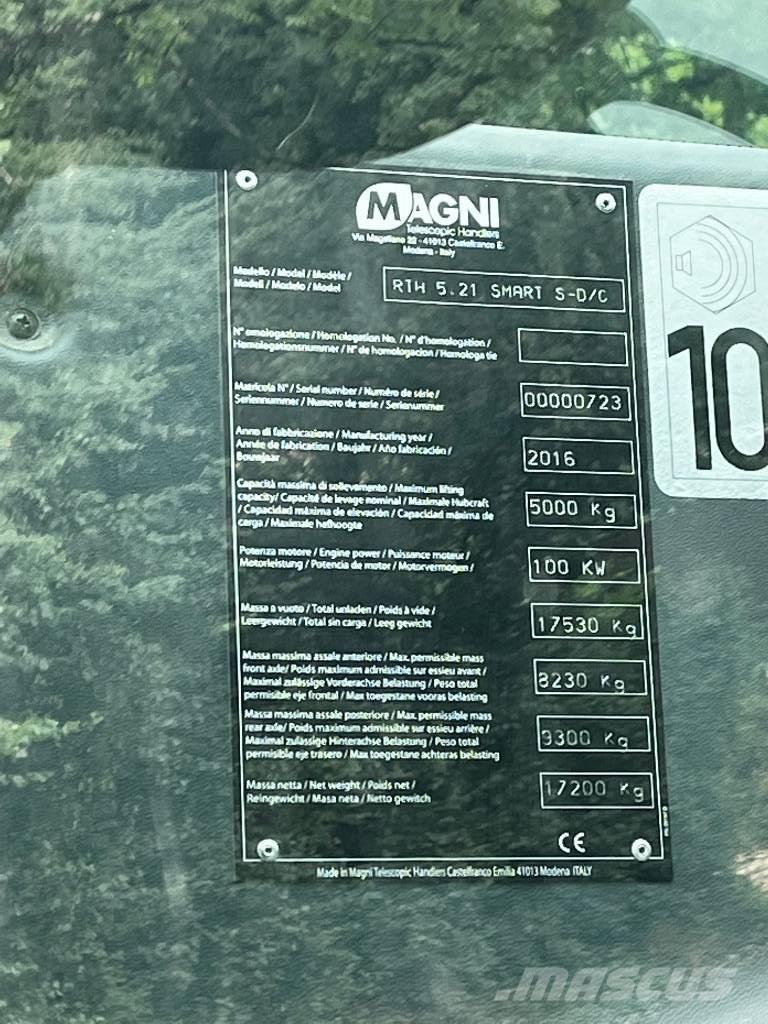 MAGNI
Telescopic Handlers
Via Magellano 22 - 41013 Castelfranco E.
Modena - Italy
Modello / Model / Modèle /
Modell / Modelo / Model
RTH 5.21 SMART S-D/C
N° omologazione / Homologation No. / N° d'homologation /
Homologationsnummer / N° de homologacion / Homologa tie
Matricola N° / Serial number / Numéro de série /
Seriennummer / Numero de serie / Serienummer
00000723
Anno di fabbricazione / Manufacturing year /
Année de fabrication / Baujahr / Año fabricación /
Bouwjaar
2016
Capacità massima di sollevamento / Maximum lifting
capacity / Capacité de levage nominal / Maximale Hubcraft
/ Capacidad máxima de elevación / Capacidad máxima de
carga / Maximale hefhoogte
5000 Kg
Potenza motore / Engine power / Puissance moteur /
Motorleistung / Potencia de motor / Motorvermogen /
100 KW
Massa a vuoto / Total unladen / Poids à vide /
Leergewicht / Total sin carga / Leeg gewicht
17530 Kg
Massa massima assale anteriore / Max. permissible mass
front axle / Poids maximum admissible sur essieu avant /
Maximal zulässige Vorderachse Belastung / Peso total
permisible eje frontal / Max toegestane vooras belasting
8230 Kg
Massa massima assale posteriore / Max. permissible mass
rear axle / Poids maximum admissible sur essieu arrière /
Maximal zulässige Hinterachse Belastung / Peso total
permisible eje trasero / Max toegestane achteras belasting
9300 Kg
Massa netta / Net weight / Poids net /
Reingewicht / Masa neta / Netto gewitch
17200 Kg
CE
Made in Magni Telescopic Handlers Castelfranco Emilia 41013 Modena ITALY
10
MASCUS